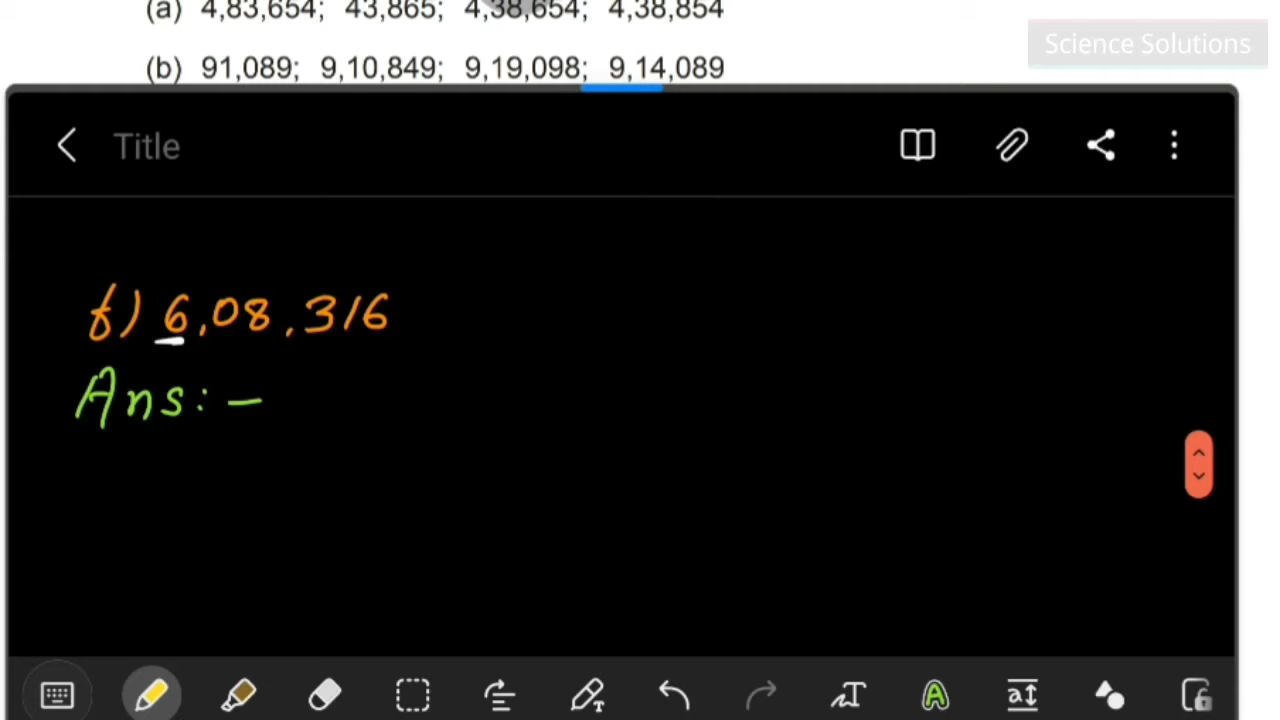 (a) 4,83,654; 43,865; 4,38,654; 4,38,854
Science Solutions
(b) 91,089; 9,10,849; 9,19,098; 9,14,089
Title
f) 6,08,316
Ans:-